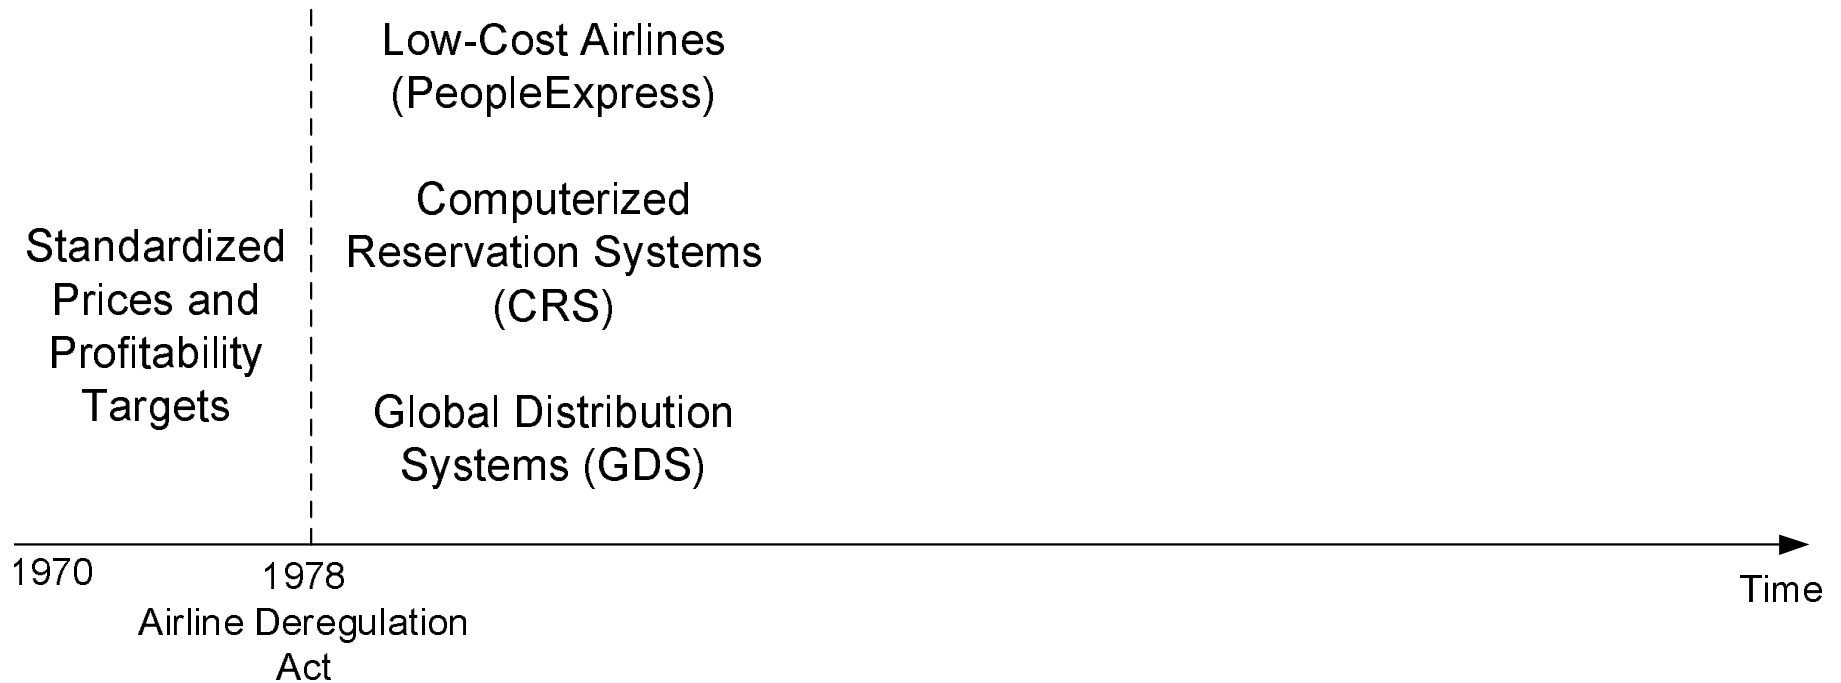 Low-Cost Airlines
(PeopleExpress)
Computerized
Reservation Systems
(CRS)
Standardized
Prices and
Profitability
Targets
Global Distribution
Systems (GDS)
1970
1978
Airline Deregulation
Act
Time